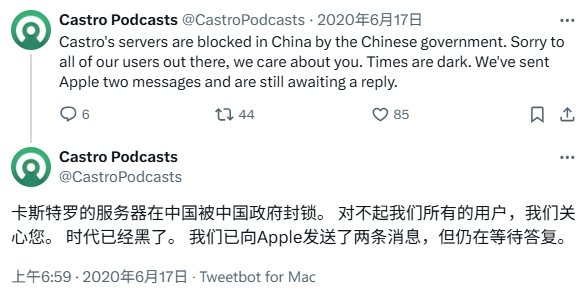 Castro Podcasts @CastroPodcasts · 2020年6月17日
Castro's servers are blocked in China by the Chinese government. Sorry to
all of our users out there, we care about you. Times are dark. We've sent
Apple two messages and are still awaiting a reply.
6 44 85
Castro Podcasts
@CastroPodcasts
卡斯特罗的服务器在中国被中国政府封锁。 对不起我们所有的用户，我们关
心您。 时代已经黑了。 我们已向Apple发送了两条消息，但仍在等待答复。
上午6:59 · 2020年6月17日 · Tweetbot for Mac